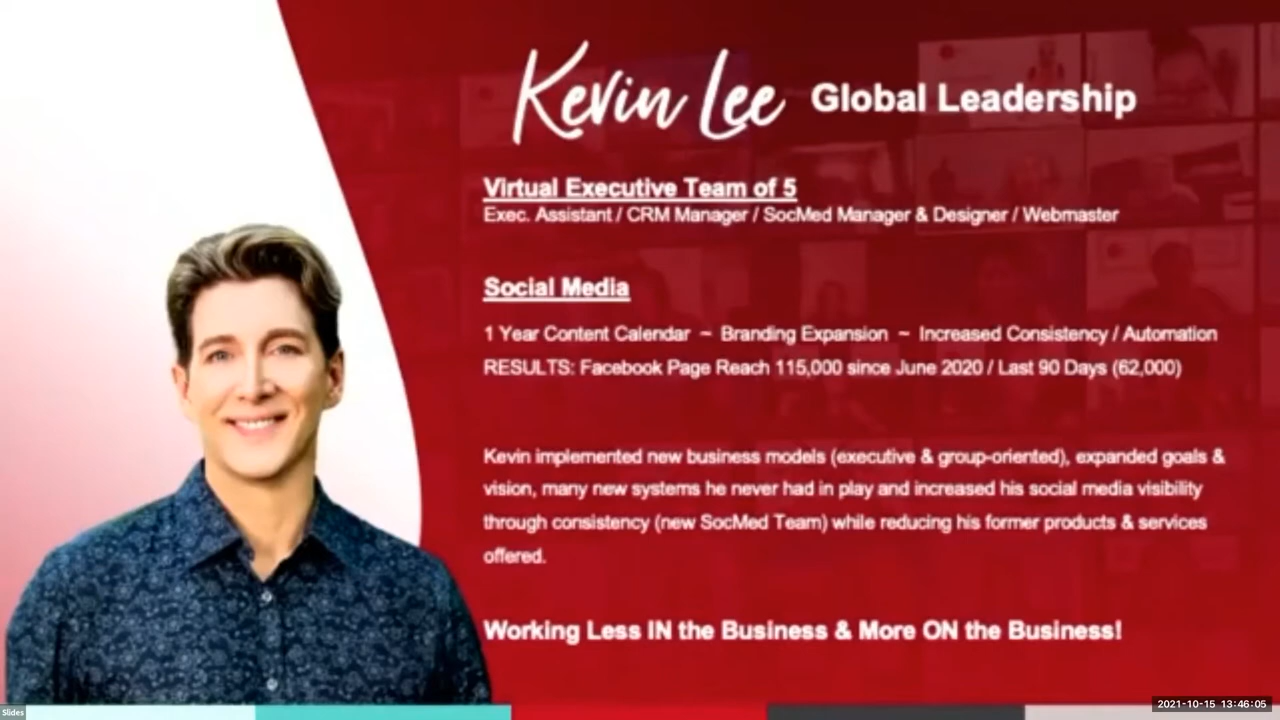 Kevin Lee Global Leadership
Virtual Executive Team of 5
Exec. Assistant / CRM Manager / SocMed Manager & Designer / Webmaster
Social Media
1 Year Content Calendar ~ Branding Expansion ~ Increased Consistency / Automation
RESULTS: Facebook Page Reach 115,000 since June 2020 / Last 90 Days (62,000)
Kevin implemented new business models (executive & group-oriented), expanded goals &
vision, many new systems he never had in play and increased his social media visibility
through consistency (new SocMed Team) while reducing his former products & services
offered.
Working Less IN the Business & More ON the Business!
Slides
2021-10-15 13:46:05